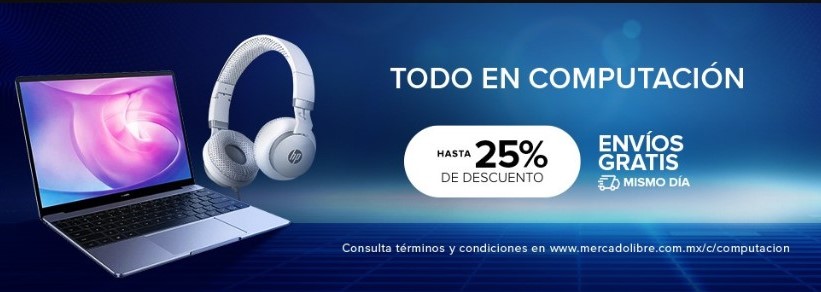 TODO EN COMPUTACIÓN
HASTA 25%
DE DESCUENTO
ENVÍOS
GRATIS
MISMO DÍA
hp
Consulta términos y condiciones en www.mercadolibre.com.mx/c/computacion